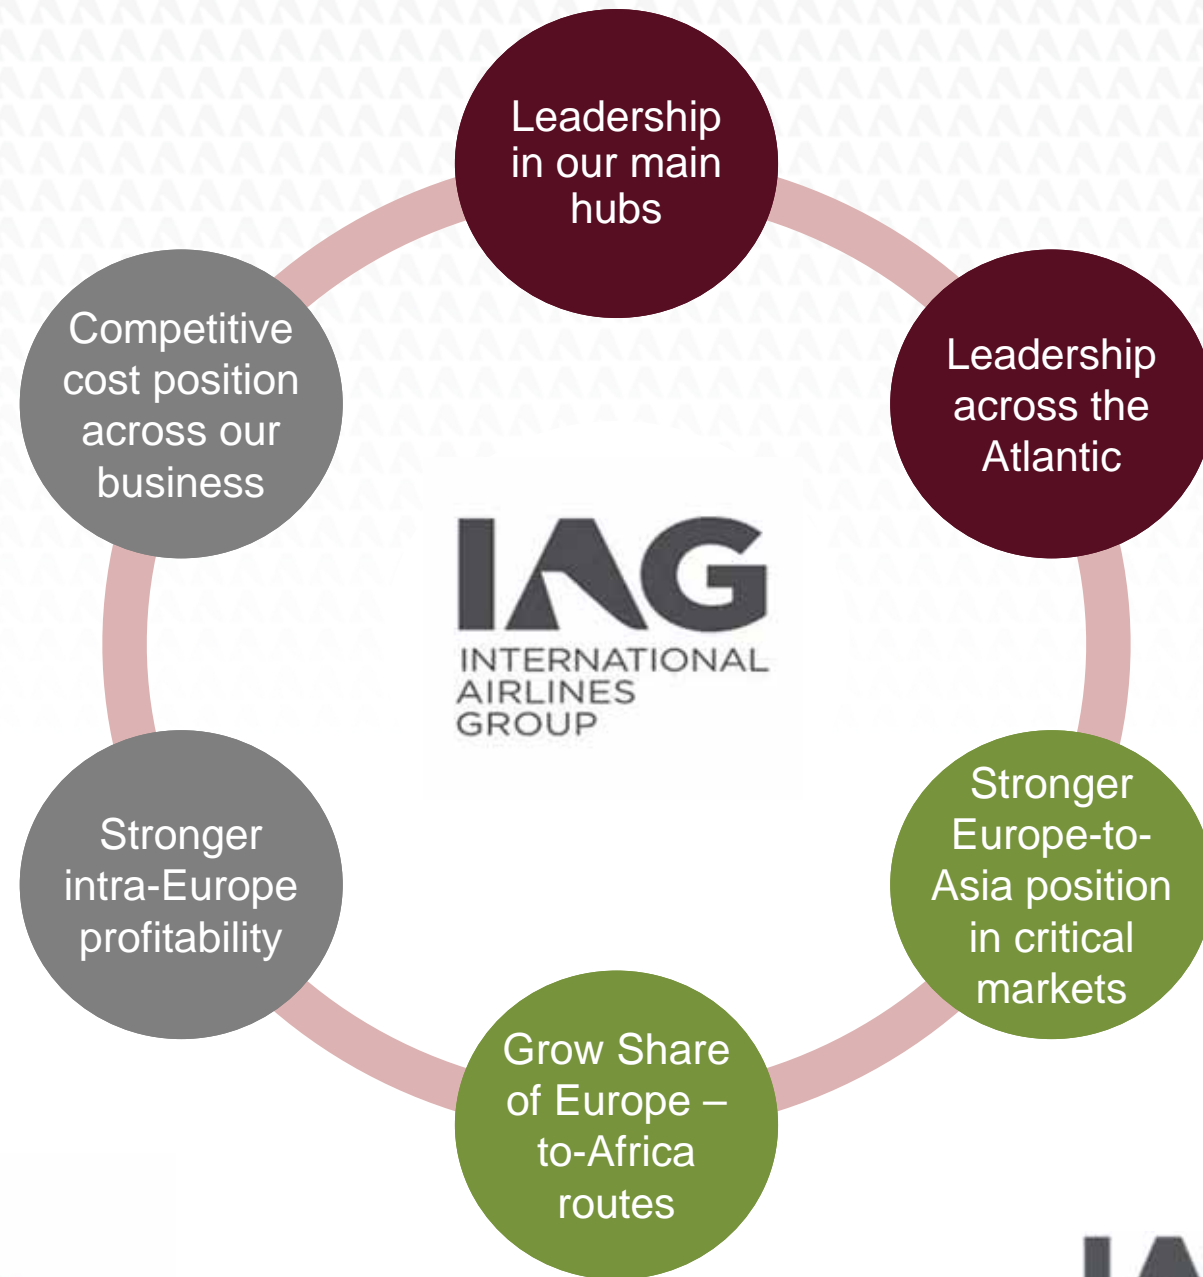 Leadership
in our main
hubs
Leadership
across the
Atlantic
Stronger
Europe-to-
Asia position
in critical
markets
Grow Share
of Europe –
to-Africa
routes
Stronger
intra-Europe
profitability
Competitive
cost position
across our
business
IAG
INTERNATIONAL
AIRLINES
GROUP